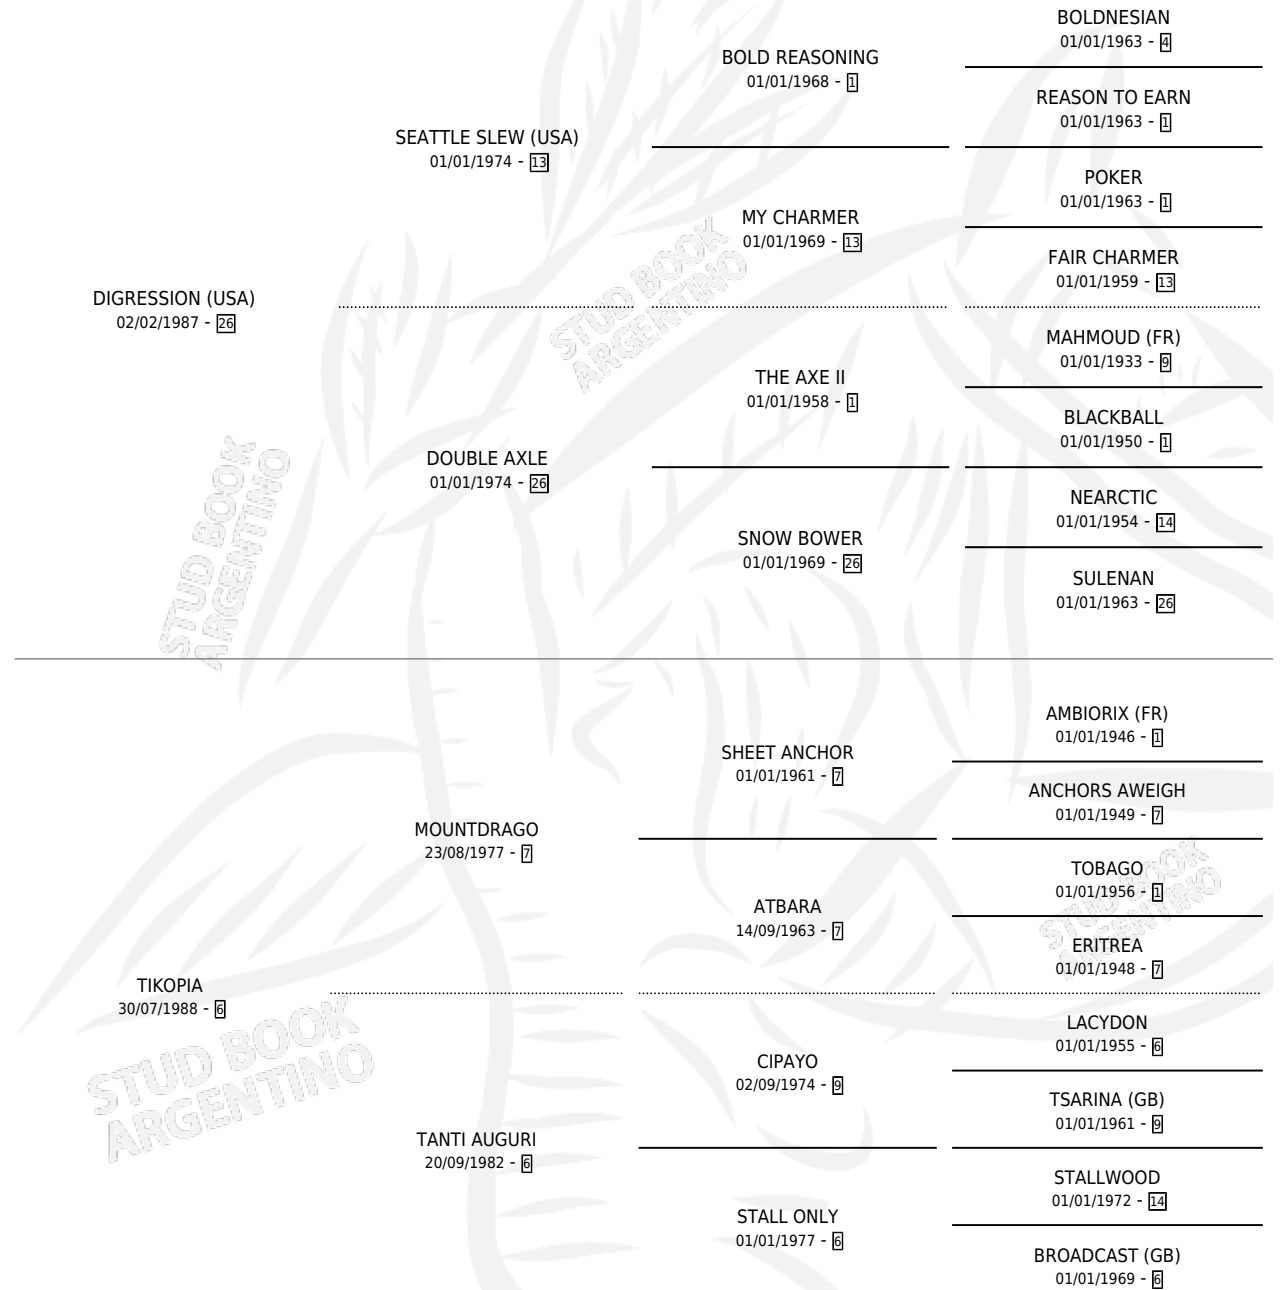 BOLDNESIAN
01/01/1963 - 4
BOLD REASONING
01/01/1968 - 1
REASON TO EARN
01/01/1963 - 1
SEATTLE SLEW (USA)
01/01/1974 - 13
POKER
01/01/1963 - 1
MY CHARMER
01/01/1969 - 13
FAIR CHARMER
01/01/1959 - 13
DIGRESSION (USA)
02/02/1987 - 26
MAHMOUD (FR)
01/01/1933 - 9
THE AXE II
01/01/1958 - 1
BLACKBALL
01/01/1950 - 1
DOUBLE AXLE
01/01/1974 - 26
NEARCTIC
01/01/1954 - 14
SNOW BOWER
01/01/1969 - 26
SULENAN
01/01/1963 - 26
STUD BOOK
ARGENTINO
STUD BOOK
ARGENTINO
AMBIORIX (FR)
01/01/1946 - 1
SHEET ANCHOR
01/01/1961 - 7
ANCHORS AWEIGH
01/01/1949 - 7
MOUNTDRAGO
23/08/1977 - 7
TOBAGO
01/01/1956 - 1
ATBARA
14/09/1963 - 7
ERITREA
01/01/1948 - 7
TIKOPIA
30/07/1988 - 6
LACYDON
01/01/1955 - 6
CIPAYO
02/09/1974 - 9
TSARINA (GB)
01/01/1961 - 9
TANTI AUGURI
20/09/1982 - 6
STALLWOOD
01/01/1972 - 14
STALL ONLY
01/01/1977 - 6
BROADCAST (GB)
01/01/1969 - 6
STUD BOOK
ARGENTINO
STUD BOOK
ARGENTINO